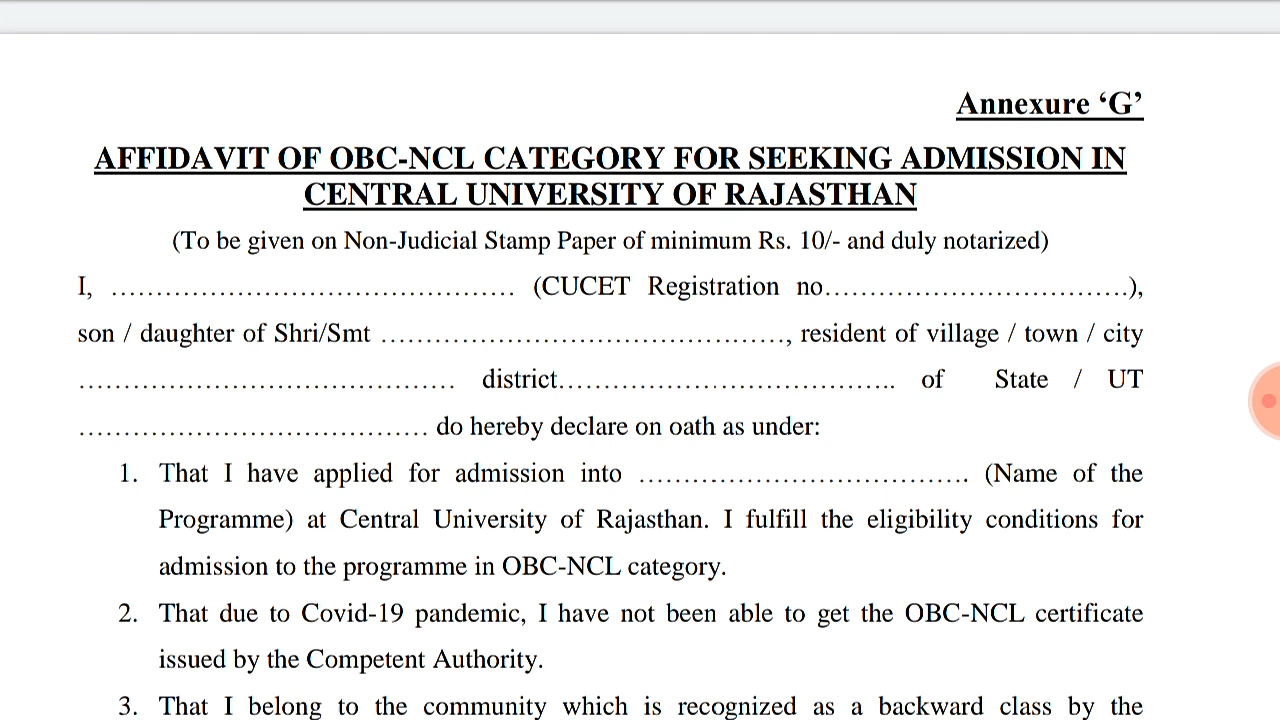 Annexure ‘G’
AFFIDAVIT OF OBC-NCL CATEGORY FOR SEEKING ADMISSION IN
CENTRAL UNIVERSITY OF RAJASTHAN
(To be given on Non-Judicial Stamp Paper of minimum Rs. 10/- and duly notarized)
I, ………………………………………. (CUCET Registration no…………………………….),
son / daughter of Shri/Smt ………………………………………., resident of village / town / city
……………………………………. district………………………………. of State / UT
…………………………………. do hereby declare on oath as under:
1. That I have applied for admission into ………………………………. (Name of the
Programme) at Central University of Rajasthan. I fulfill the eligibility conditions for
admission to the programme in OBC-NCL category.
2. That due to Covid-19 pandemic, I have not been able to get the OBC-NCL certificate
issued by the Competent Authority.
3. That I belong to the community which is recognized as a backward class by the